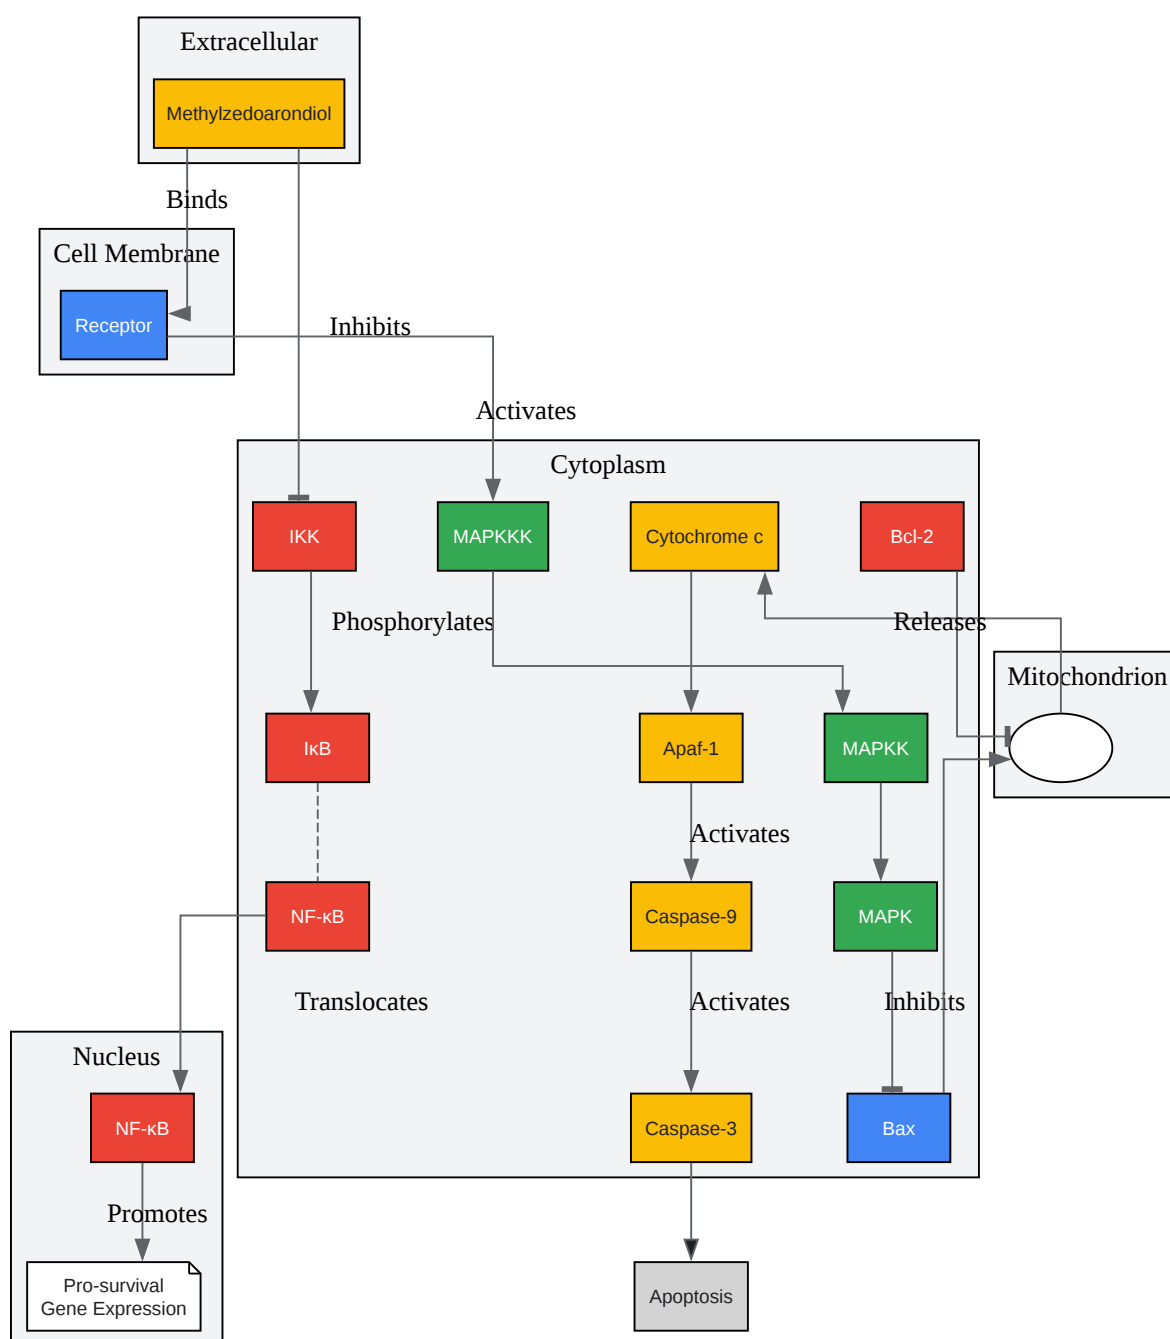 Extracellular
Methylzedoarondiol
Binds
Cell Membrane
Receptor
Inhibits
Activates
Cytoplasm
IKK
MAPKKK
Cytochrome c
Bcl-2
Phosphorylates
Releases
Mitochondrion
IκB
Apaf-1
MAPKK
Activates
NF-κB
Caspase-9
MAPK
Translocates
Activates
Inhibits
Nucleus
NF-κB
Caspase-3
Bax
Promotes
Pro-survival
Gene Expression
Apoptosis